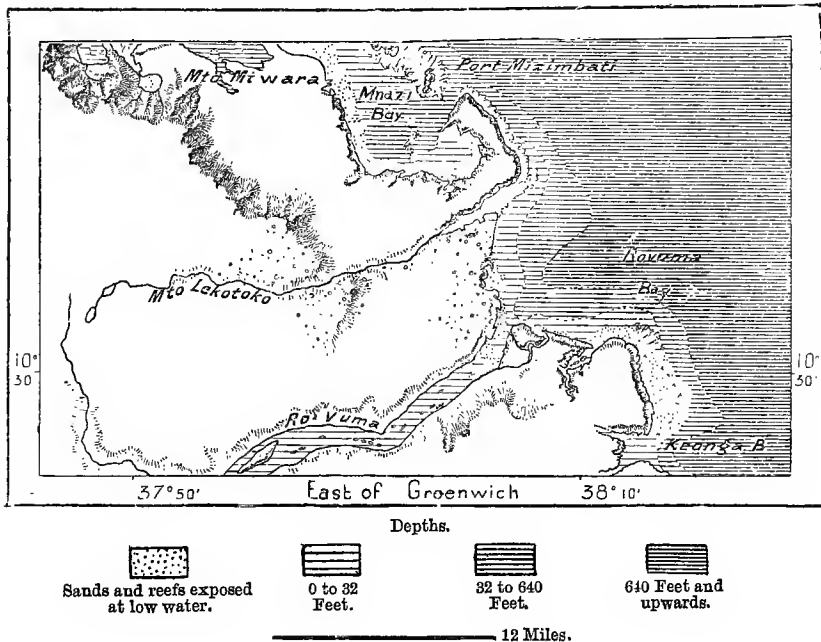 Mto Miwara
Port Mizimbati
Mnazi
Bay
Rovuma
Bay
Mto Lekotoko
10°
30'
10°
30'
Rovuma
Keonga B.
37°50'
East of Greenwich
38°10'
Depths.
Sands and reefs exposed
at low water.
0 to 32
Feet.
32 to 640
Feet.
640 Feet and
upwards.
12 Miles.